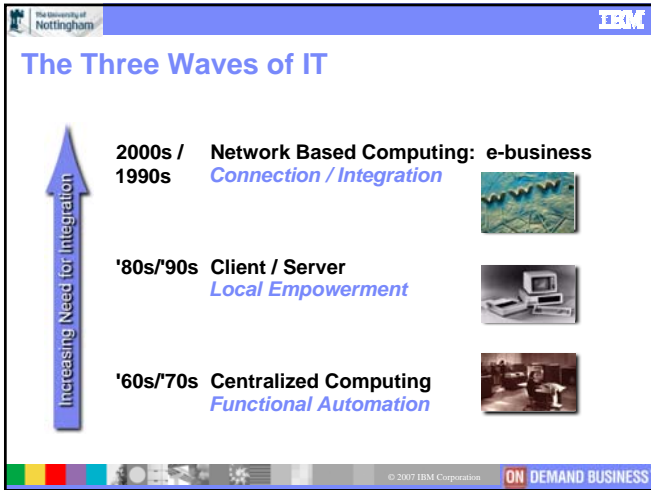 The University of
Nottingham
IBM
The Three Waves of IT
Increasing Need for Integration
2000s / Network Based Computing: e-business
1990s Connection / Integration
'80s/'90s Client / Server
Local Empowerment
'60s/'70s Centralized Computing
Functional Automation
© 2007 IBM Corporation
ON DEMAND BUSINESS